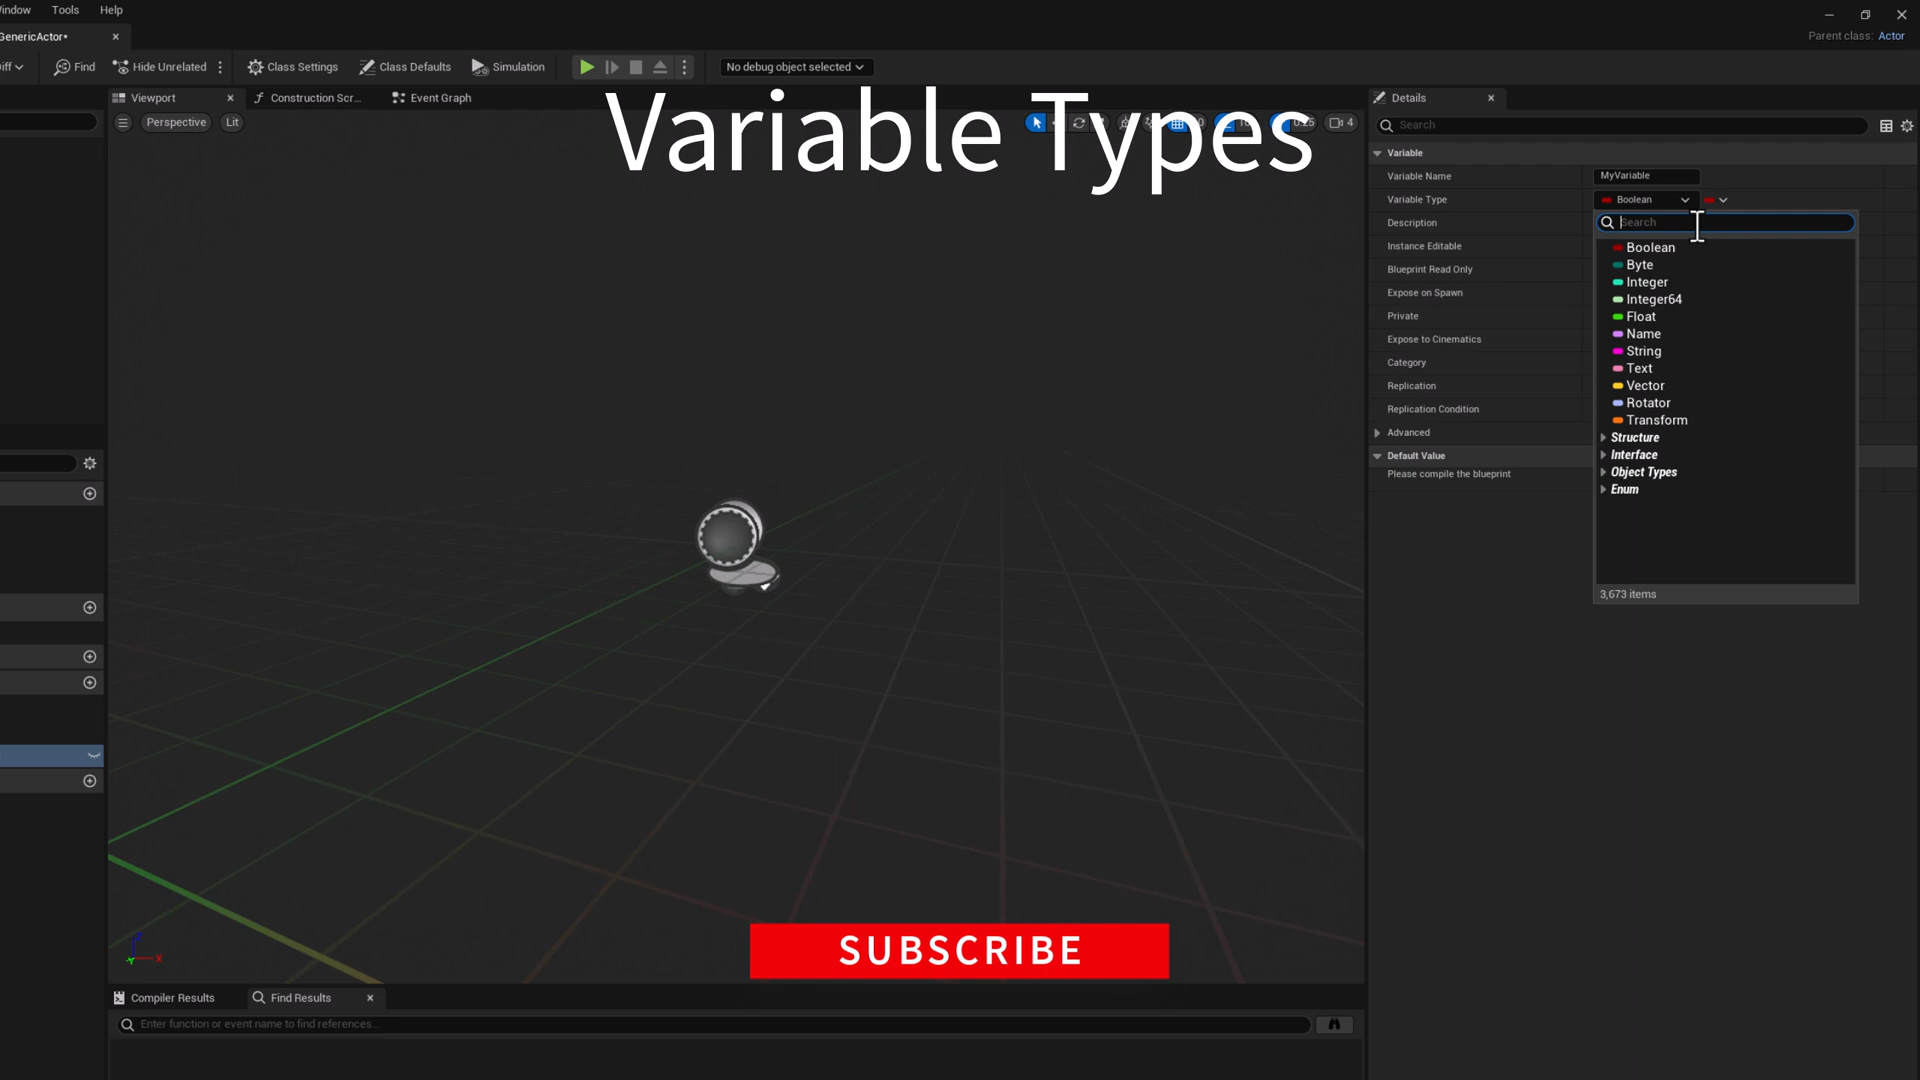 Window Tools Help
GenericActor•
Parent class: Actor
Diff Find Hide Unrelated Class Settings Class Defaults Simulation No debug object selected
Viewport Construction Scr... Event Graph
Perspective Lit
4
Variable Types
Details
Search
Variable
Variable Name MyVariable
Variable Type Boolean
Description
Instance Editable
Blueprint Read Only
Expose on Spawn
Private
Expose to Cinematics
Category
Replication
Replication Condition
Advanced
Default Value
Please compile the blueprint
Search
Boolean
Byte
Integer
Integer64
Float
Name
String
Text
Vector
Rotator
Transform
Structure
Interface
Object Types
Enum
3,673 items
X
Y
SUBSCRIBE
Compiler Results Find Results
Enter function or event name to find references...